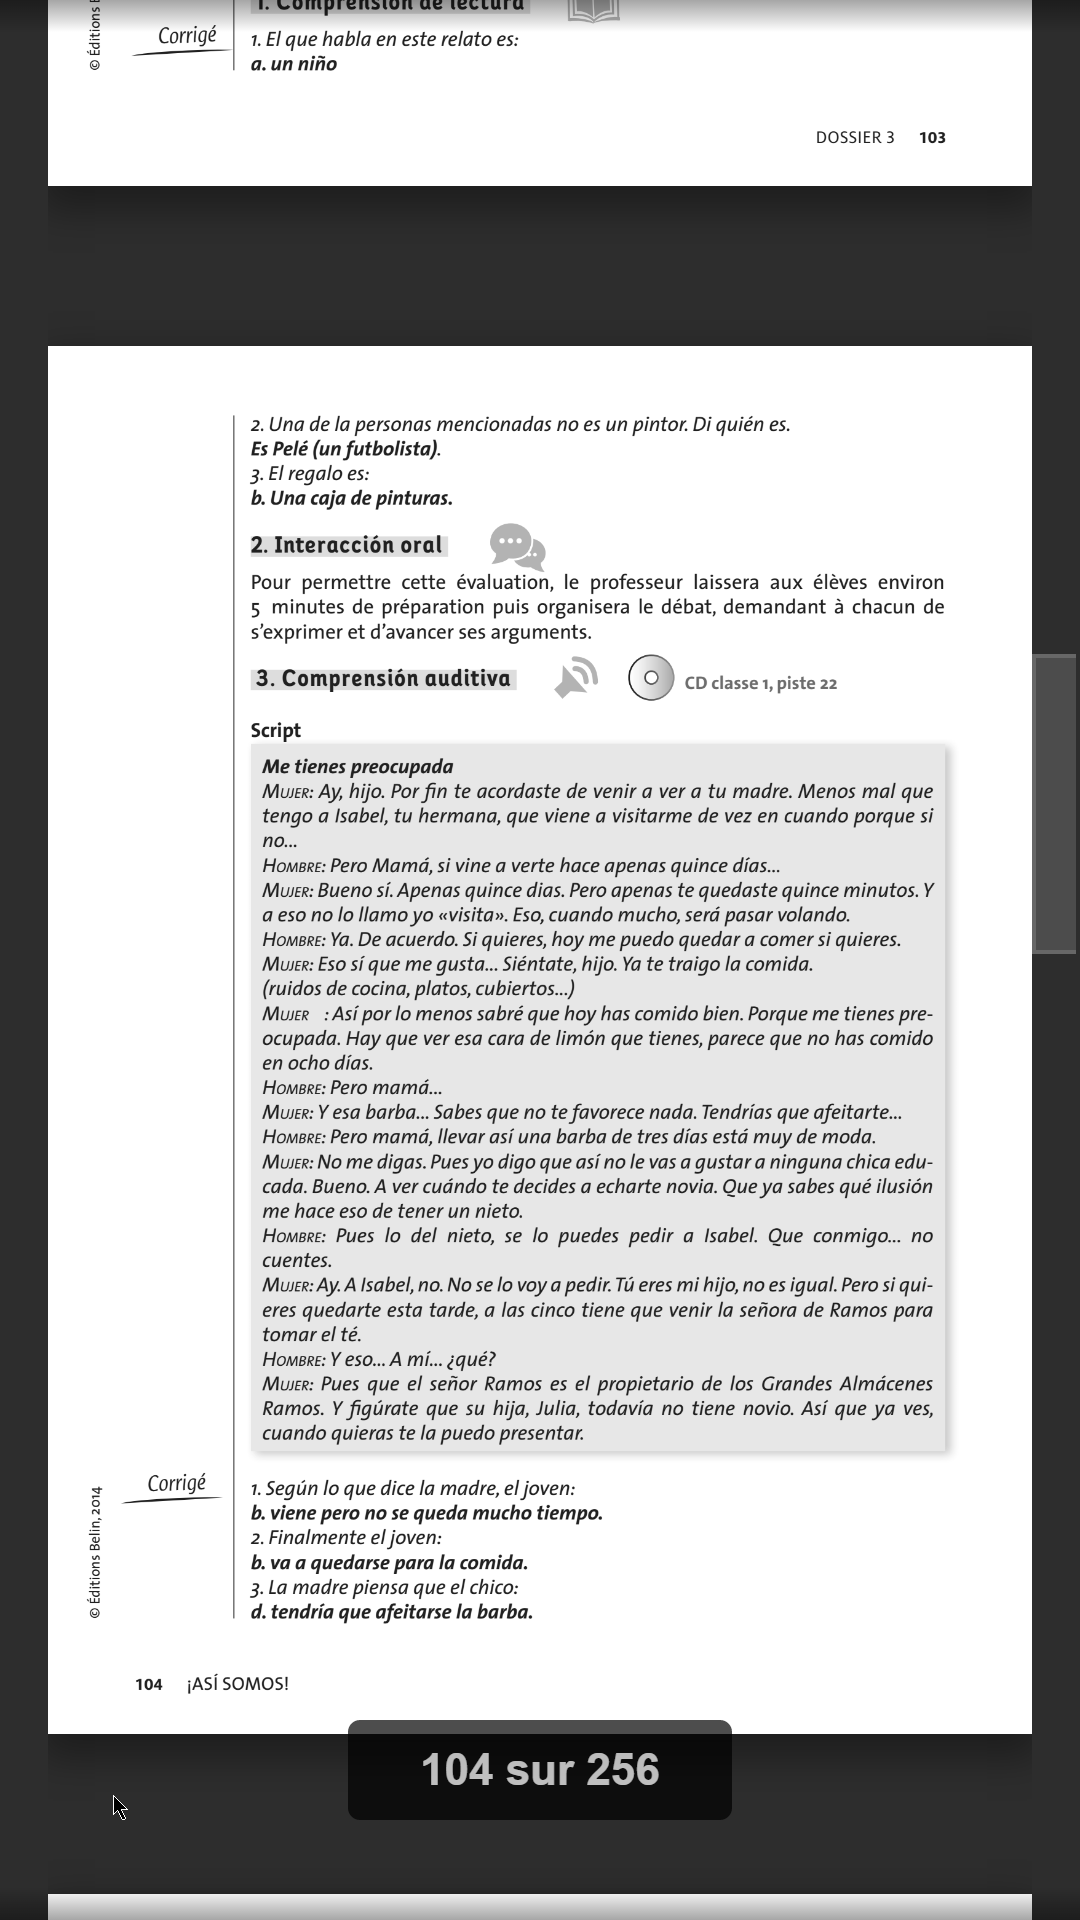 1. Comprensión de lectura
Corrigé
1. El que habla en este relato es:
a. un niño
DOSSIER 3 103
2. Una de la personas mencionadas no es un pintor. Di quién es.
Es Pelé (un futbolista).
3. El regalo es:
b. Una caja de pinturas.
2. Interacción oral
Pour permettre cette évaluation, le professeur laissera aux élèves environ
5 minutes de préparation puis organisera le débat, demandant à chacun de
s'exprimer et d'avancer ses arguments.
3. Comprensión auditiva
CD classe 1, piste 22
Script
Me tienes preocupada
MUJER: Ay, hijo. Por fin te acordaste de venir a ver a tu madre. Menos mal que
tengo a Isabel, tu hermana, que viene a visitarme de vez en cuando porque si
no...
HOMBRE: Pero Mamá, si vine a verte hace apenas quince días...
MUJER: Bueno sí. Apenas quince dias. Pero apenas te quedaste quince minutos. Y
a eso no lo llamo yo «visita». Eso, cuando mucho, será pasar volando.
HOMBRE: Ya. De acuerdo. Si quieres, hoy me puedo quedar a comer si quieres.
MUJER: Eso sí que me gusta... Siéntate, hijo. Ya te traigo la comida.
(ruidos de cocina, platos, cubiertos...)
MUJER : Así por lo menos sabré que hoy has comido bien. Porque me tienes pre-
ocupada. Hay que ver esa cara de limón que tienes, parece que no has comido
en ocho días.
HOMBRE: Pero mamá...
MUJER: Y esa barba... Sabes que no te favorece nada. Tendrías que afeitarte...
HOMBRE: Pero mamá, llevar así una barba de tres días está muy de moda.
MUJER: No me digas. Pues yo digo que así no le vas a gustar a ninguna chica edu-
cada. Bueno. A ver cuándo te decides a echarte novia. Que ya sabes qué ilusión
me hace eso de tener un nieto.
HOMBRE: Pues lo del nieto, se lo puedes pedir a Isabel. Que conmigo... no
cuentes.
MUJER: Ay. A Isabel, no. No se lo voy a pedir. Tú eres mi hijo, no es igual. Pero si qui-
eres quedarte esta tarde, a las cinco tiene que venir la señora de Ramos para
tomar el té.
HOMBRE: Y eso... A mí... ¿qué?
MUJER: Pues que el señor Ramos es el propietario de los Grandes Almácenes
Ramos. Y figúrate que su hija, Julia, todavía no tiene novio. Así que ya ves,
cuando quieras te la puedo presentar.
Corrigé
1. Según lo que dice la madre, el joven:
b. viene pero no se queda mucho tiempo.
2. Finalmente el joven:
b. va a quedarse para la comida.
3. La madre piensa que el chico:
d. tendría que afeitarse la barba.
© Éditions Belin, 2014
104 ¡ASÍ SOMOS!
104 sur 256